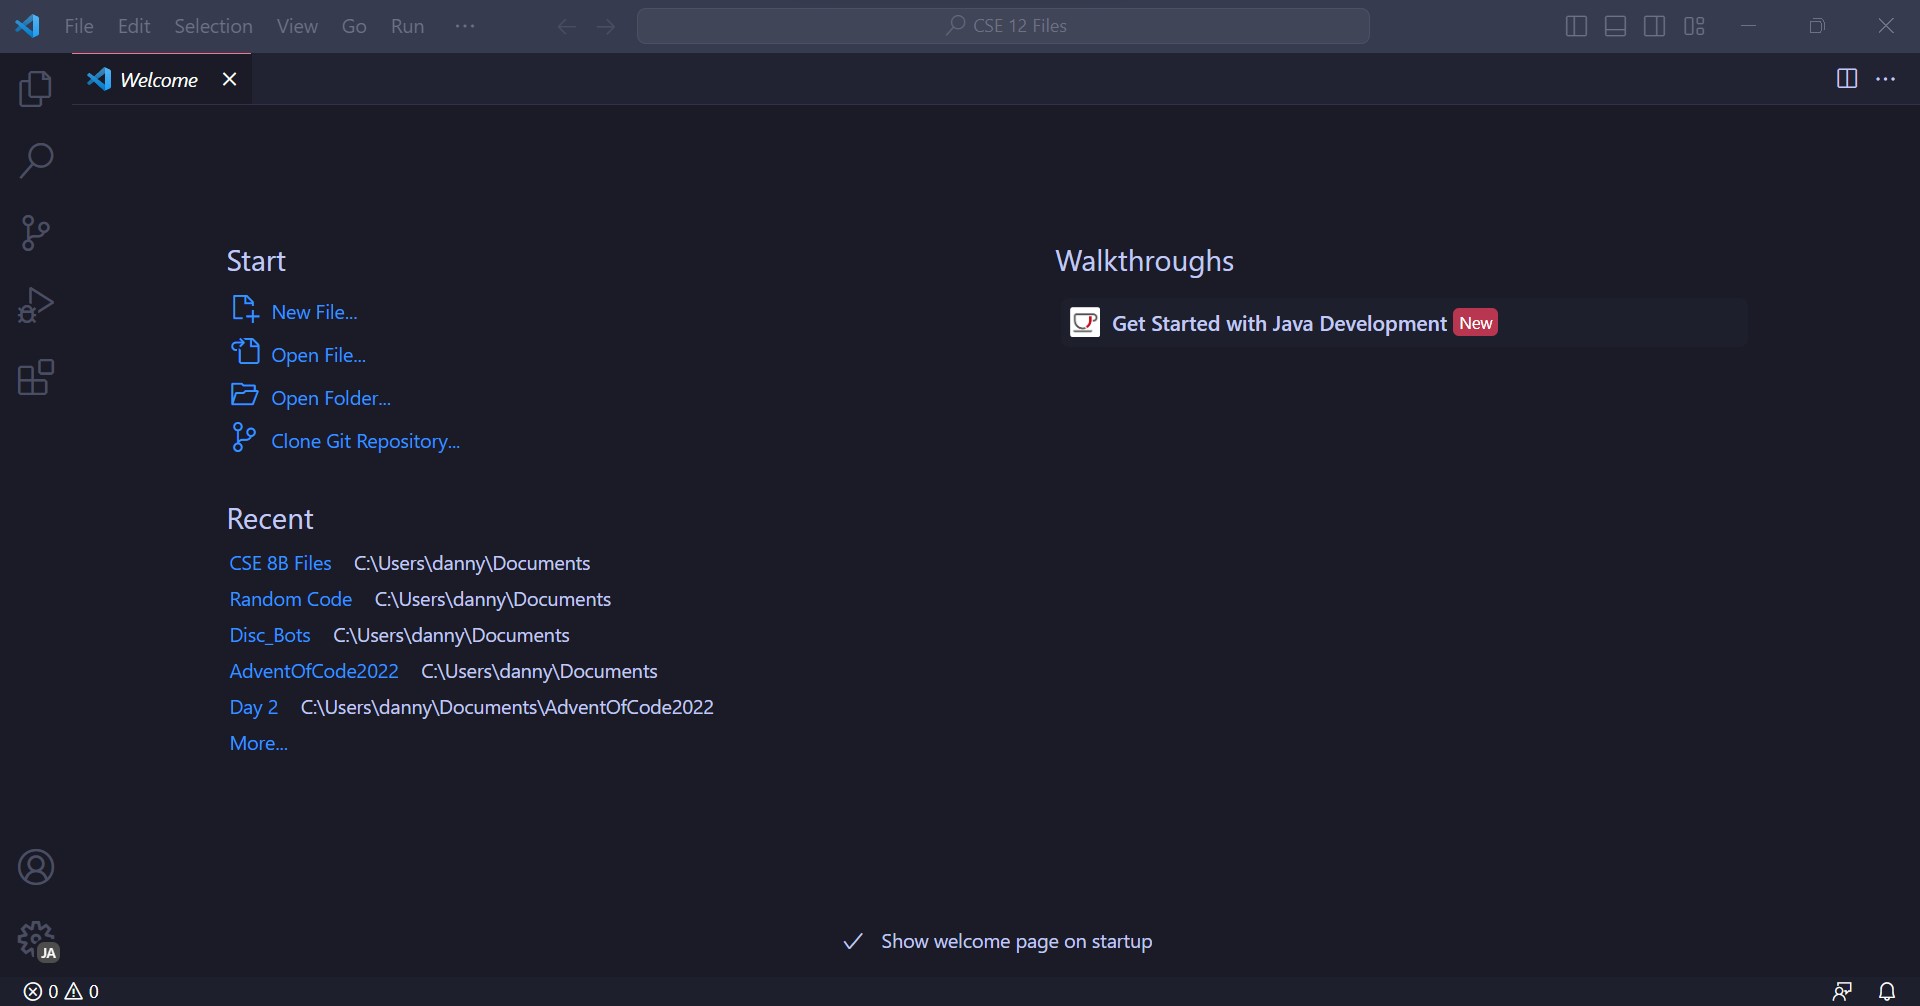 File Edit Selection View Go Run ···
CSE 12 Files
Welcome
Start
New File...
Open File...
Open Folder...
Clone Git Repository...
Recent
CSE 8B Files C:\Users\danny\Documents
Random Code C:\Users\danny\Documents
Disc_Bots C:\Users\danny\Documents
AdventOfCode2022 C:\Users\danny\Documents
Day 2 C:\Users\danny\Documents\AdventOfCode2022
More...
Walkthroughs
Get Started with Java Development New
Show welcome page on startup
JA
0 0